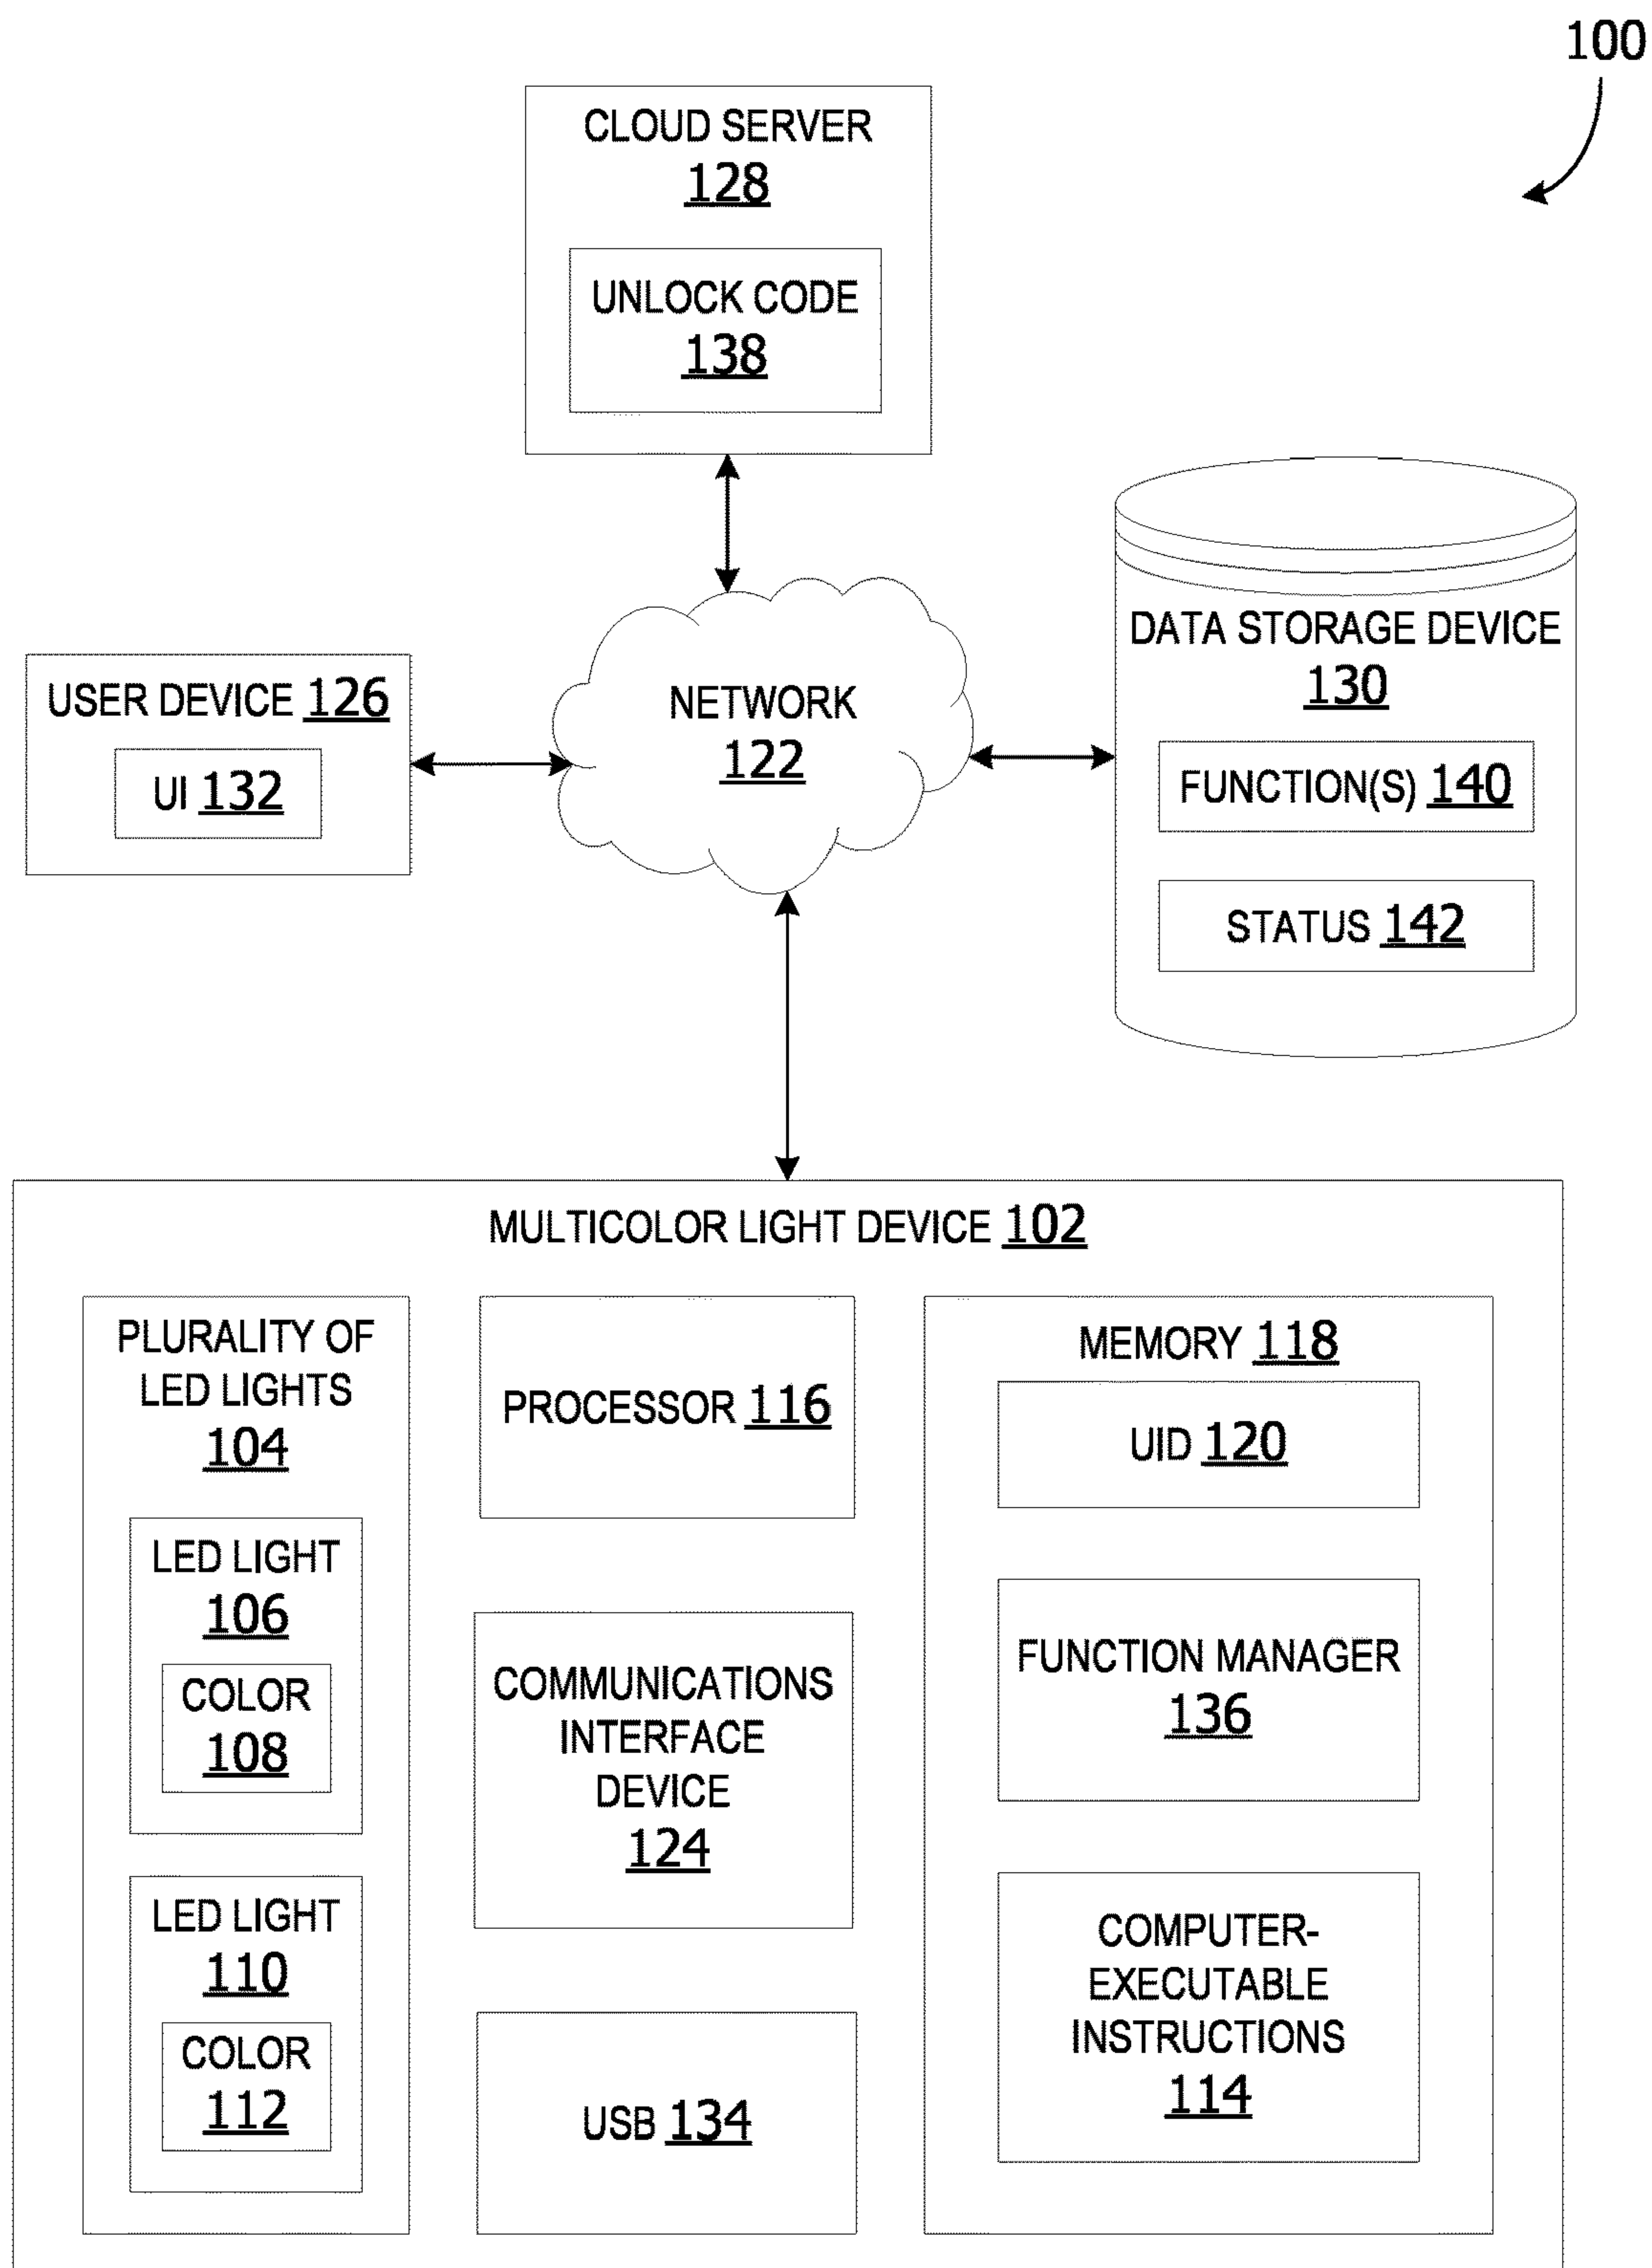 100
CLOUD SERVER
128
UNLOCK CODE
138
DATA STORAGE DEVICE
130
FUNCTION(S) 140
STATUS 142
USER DEVICE 126
UI 132
NETWORK
122
MULTICOLOR LIGHT DEVICE 102
PLURALITY OF
LED LIGHTS
104
LED LIGHT
106
COLOR
108
LED LIGHT
110
COLOR
112
PROCESSOR 116
COMMUNICATIONS
INTERFACE
DEVICE
124
USB 134
MEMORY 118
UID 120
FUNCTION MANAGER
136
COMPUTER-
EXECUTABLE
INSTRUCTIONS
114